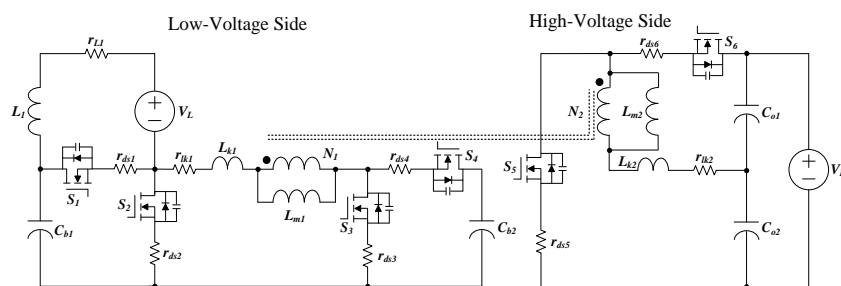 Low-Voltage Side
High-Voltage Side
rL1
L1
VL
S1
rds1
rlk1
Lk1
N1
Lm1
S2
rds2
Cb1
S3
rds3
rds4
S4
Cb2
S5
rds5
N2
Lm2
Lk2
rlk2
rds6
S6
Co1
Co2